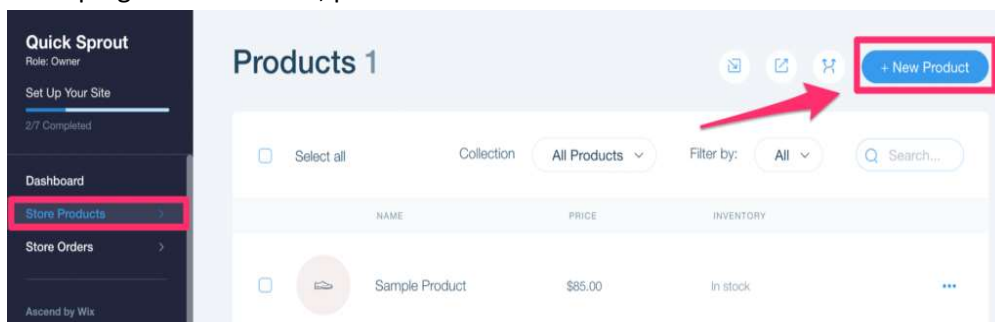 Quick Sprout
Role: Owner
Set Up Your Site
2/7 Completed
Dashboard
Store Products
Store Orders
Ascend by Wix
Products 1
+ New Product
Select all Collection All Products Filter by: All Search...
NAME PRICE INVENTORY
Sample Product $85.00 In stock